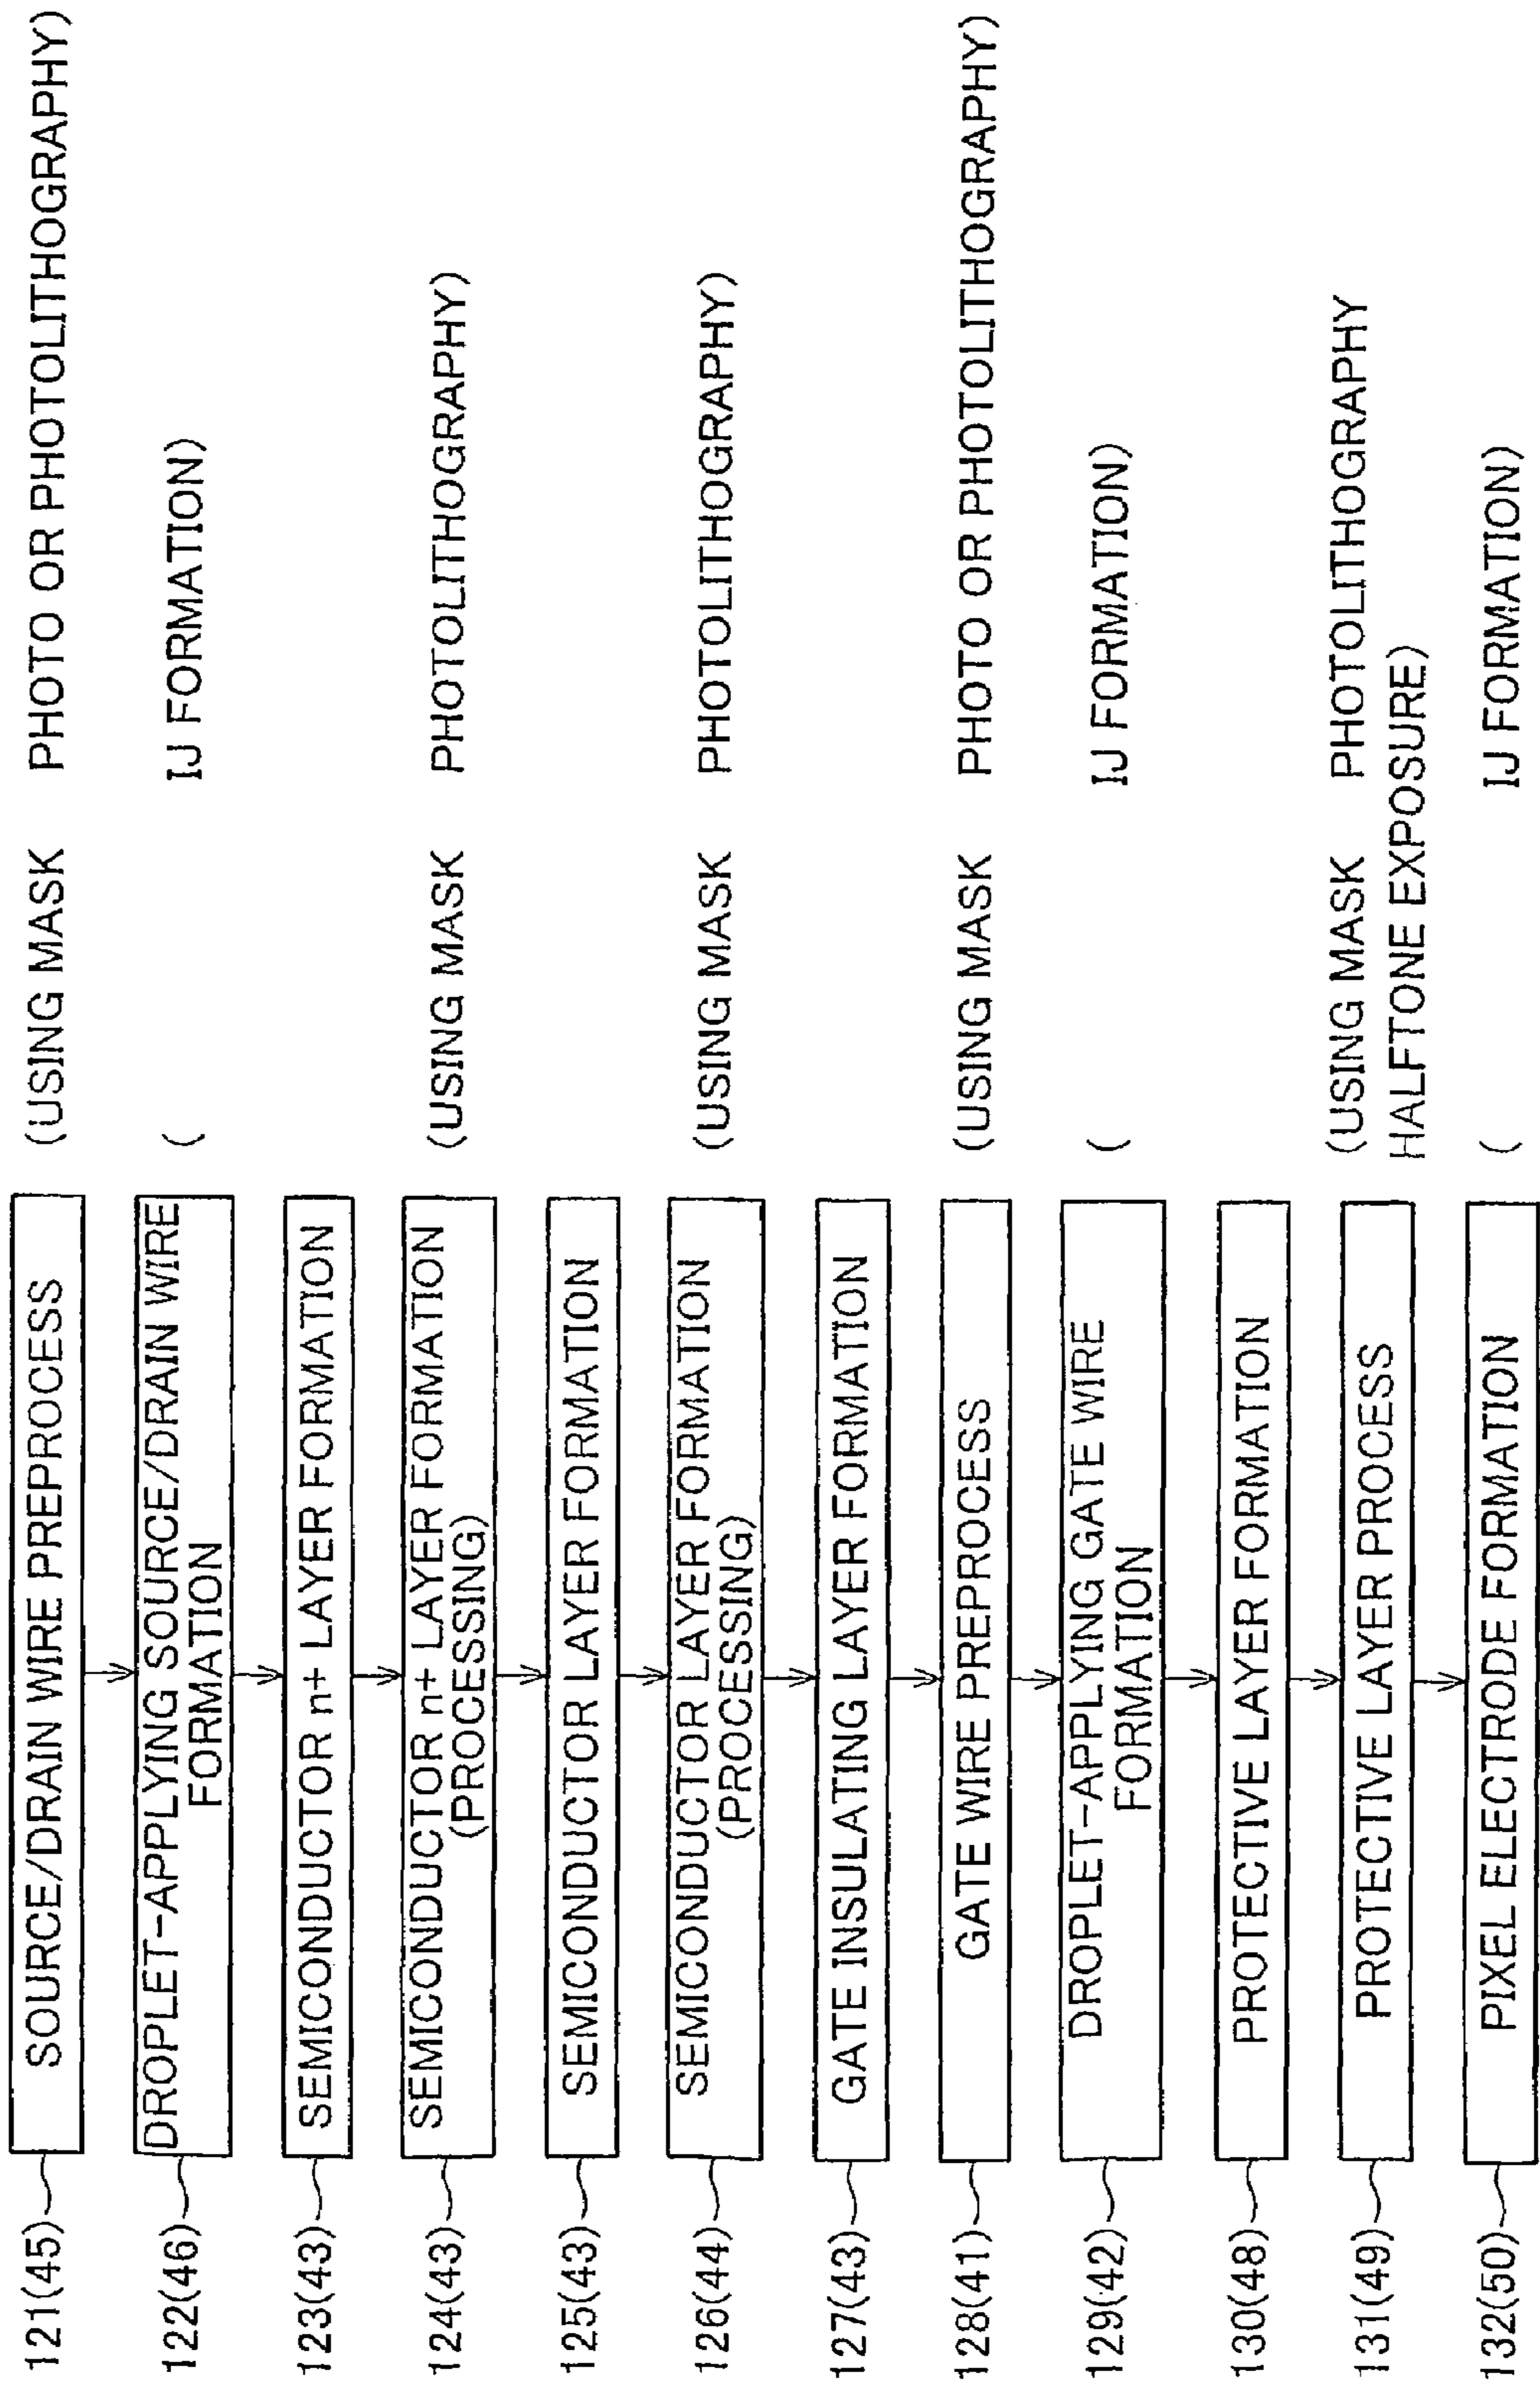 121(45) SOURCE/DRAIN WIRE PREPROCESS (USING MASK PHOTO OR PHOTOLITHOGRAPHY)
122(46) DROPLET-APPLYING SOURCE/DRAIN WIRE ( IJ FORMATION)
FORMATION
123(43) SEMICONDUCTOR n+ LAYER FORMATION
124(43) SEMICONDUCTOR n+ LAYER FORMATION (USING MASK PHOTOLITHOGRAPHY)
(PROCESSING)
125(43) SEMICONDUCTOR LAYER FORMATION
126(44) SEMICONDUCTOR LAYER FORMATION (USING MASK PHOTOLITHOGRAPHY)
(PROCESSING)
127(43) GATE INSULATING LAYER FORMATION
128(41) GATE WIRE PREPROCESS (USING MASK PHOTO OR PHOTOLITHOGRAPHY)
129(42) DROPLET-APPLYING GATE WIRE ( IJ FORMATION)
FORMATION
130(48) PROTECTIVE LAYER FORMATION
131(49) PROTECTIVE LAYER PROCESS (USING MASK PHOTOLITHOGRAPHY
HALFTONE EXPOSURE)
132(50) PIXEL ELECTRODE FORMATION ( IJ FORMATION)